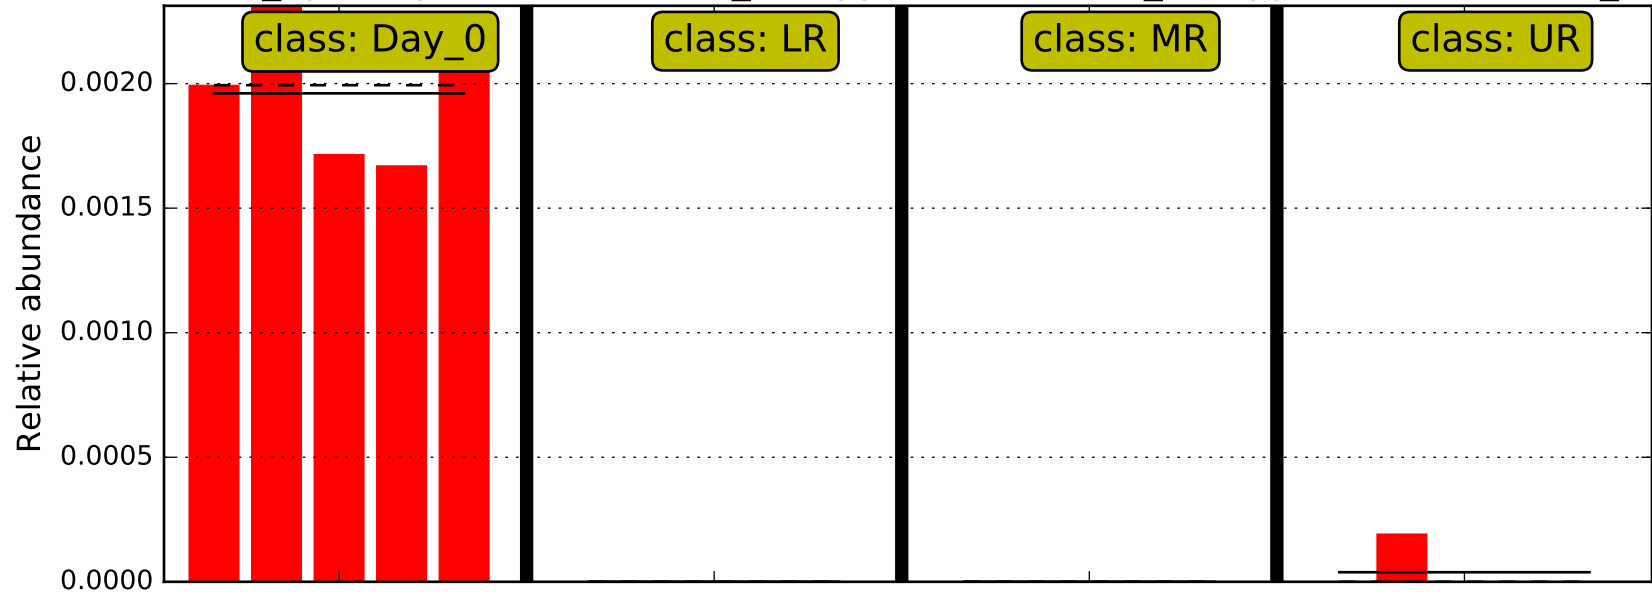 class: Day_0
class: LR
class: MR
class: UR
Relative abundance
0.0020
0.0015
0.0010
0.0005
0.0000